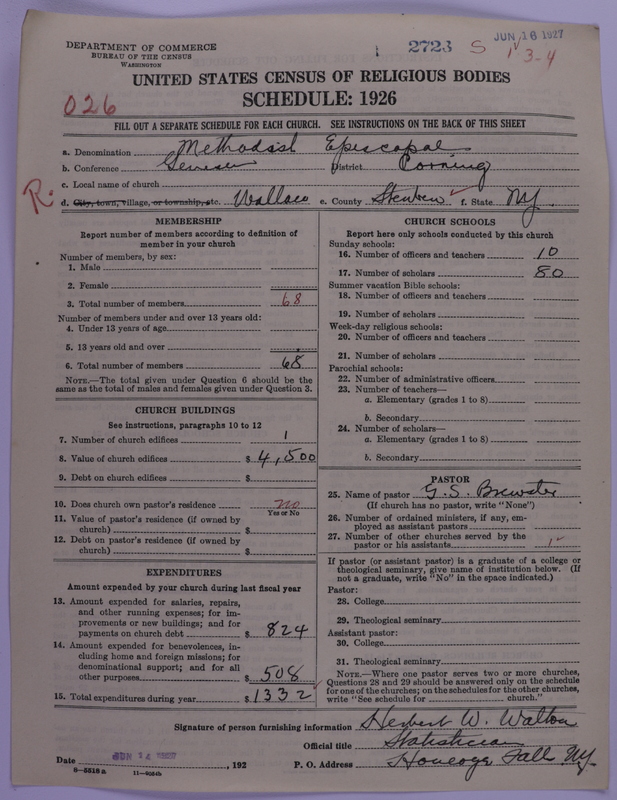 JUN 16 1927
DEPARTMENT OF COMMERCE
BUREAU OF THE CENSUS
WASHINGTON
2723 S 1 3-4
UNITED STATES CENSUS OF RELIGIOUS BODIES
SCHEDULE: 1926
026
FILL OUT A SEPARATE SCHEDULE FOR EACH CHURCH. SEE INSTRUCTIONS ON THE BACK OF THIS SHEET
a. Denomination Methodist Episcopal
b. Conference Genesee District Corning
c. Local name of church
R. d. City, town, village, or township, etc. Wallace e. County Steuben f. State NY.
MEMBERSHIP
Report number of members according to definition of
member in your church
Number of members, by sex:
1. Male
2. Female
3. Total number of members 68
Number of members under and over 13 years old:
4. Under 13 years of age
5. 13 years old and over
6. Total number of members 68
NOTE.—The total given under Question 6 should be the
same as the total of males and females given under Question 3.
CHURCH BUILDINGS
See instructions, paragraphs 10 to 12
7. Number of church edifices 1
8. Value of church edifices $ 4,500
9. Debt on church edifices $
10. Does church own pastor's residence no
Yes or No
11. Value of pastor's residence (if owned by
church) $
12. Debt on pastor's residence (if owned by
church) $
EXPENDITURES
Amount expended by your church during last fiscal year
13. Amount expended for salaries, repairs,
and other running expenses; for im-
provements or new buildings; and for
payments on church debt $ 824
14. Amount expended for benevolences, in-
cluding home and foreign missions; for
denominational support; and for all
other purposes $ 508
15. Total expenditures during year $ 1332
CHURCH SCHOOLS
Report here only schools conducted by this church
Sunday schools:
16. Number of officers and teachers 10
17. Number of scholars 80
Summer vacation Bible schools:
18. Number of officers and teachers
19. Number of scholars
Week-day religious schools:
20. Number of officers and teachers
21. Number of scholars
Parochial schools:
22. Number of administrative officers
23. Number of teachers—
a. Elementary (grades 1 to 8)
b. Secondary
24. Number of scholars—
a. Elementary (grades 1 to 8)
b. Secondary
PASTOR
25. Name of pastor G. S. Brewster
(If church has no pastor, write "None")
26. Number of ordained ministers, if any, em-
ployed as assistant pastors
27. Number of other churches served by the
pastor or his assistants 1
If pastor (or assistant pastor) is a graduate of a college or
theological seminary, give name of institution below. (If
not a graduate, write "No" in the space indicated.)
Pastor:
28. College
29. Theological seminary
Assistant pastor:
30. College
31. Theological seminary
NOTE.—Where one pastor serves two or more churches,
Questions 28 and 29 should be answered only on the schedule
for one of the churches; on the schedules for the other churches,
write "See schedule for church."
Signature of person furnishing information Herbert W. Walton
Official title Statistician
Date JUN 14, 192 P. O. Address Honeoye Falls NY.
8—5518 a 11—9024b